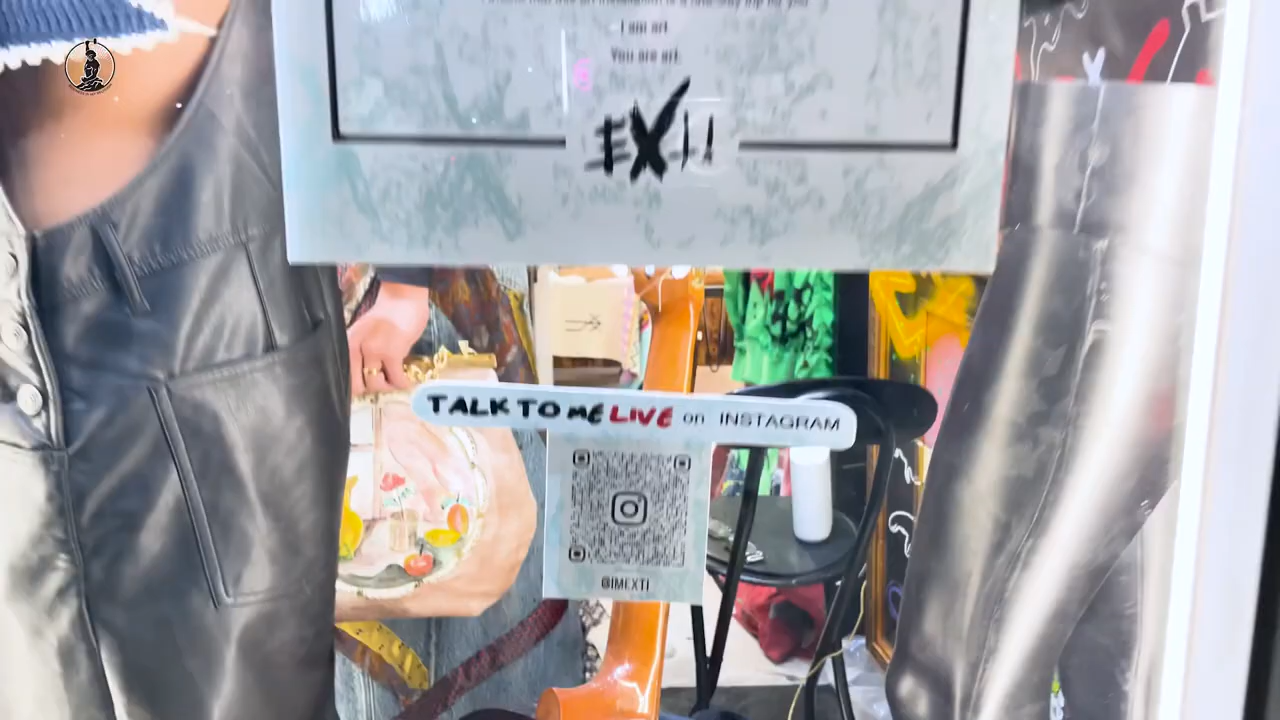 I am art
You are art.
EXTI
TALK TO ME LIVE on INSTAGRAM
@IMEXTI